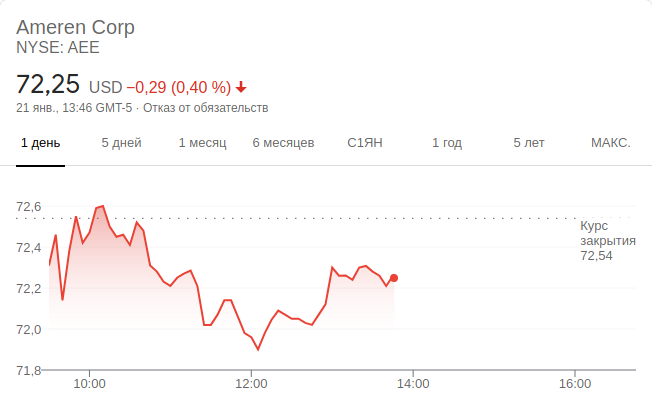 Ameren Corp
NYSE: AEE
72,25 USD −0,29 (0,40 %)
21 янв., 13:46 GMT-5 · Отказ от обязательств
1 день 5 дней 1 месяц 6 месяцев С1ЯН 1 год 5 лет МАКС.
72,6
Курс
закрытия
72,54
72,4
72,2
72,0
71,8
10:00 12:00 14:00 16:00